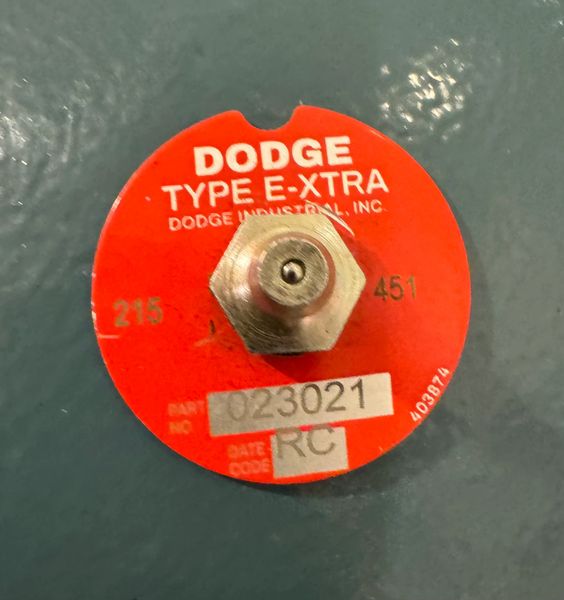 DODGE
TYPE E-XTRA
DODGE INDUSTRIAL, INC.
215
451
PART NO 023021
DATE CODE RC
403874